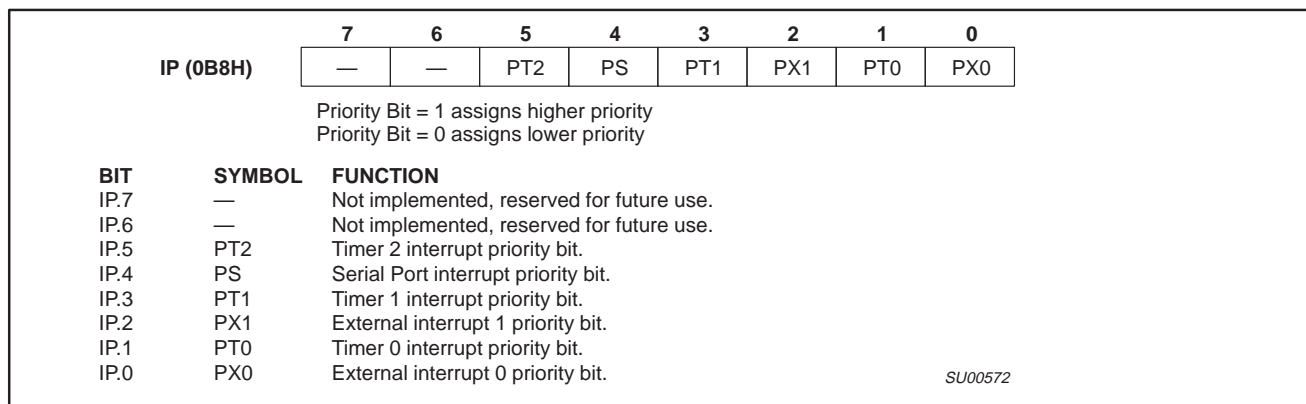 7 6 5 4 3 2 1 0
IP (0B8H) — — PT2 PS PT1 PX1 PT0 PX0
Priority Bit = 1 assigns higher priority
Priority Bit = 0 assigns lower priority
BIT SYMBOL FUNCTION
IP.7 — Not implemented, reserved for future use.
IP.6 — Not implemented, reserved for future use.
IP.5 PT2 Timer 2 interrupt priority bit.
IP.4 PS Serial Port interrupt priority bit.
IP.3 PT1 Timer 1 interrupt priority bit.
IP.2 PX1 External interrupt 1 priority bit.
IP.1 PT0 Timer 0 interrupt priority bit.
IP.0 PX0 External interrupt 0 priority bit.
SU00572